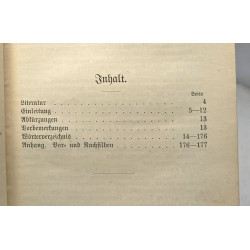 Inhalt.
Seite
Literatur 4
Einleitung 5—12
Abkürzungen 13
Vorbemerkungen 13
Wörterverzeichnis 14—176
Anhang. Vor- und Nachsilben 176—177